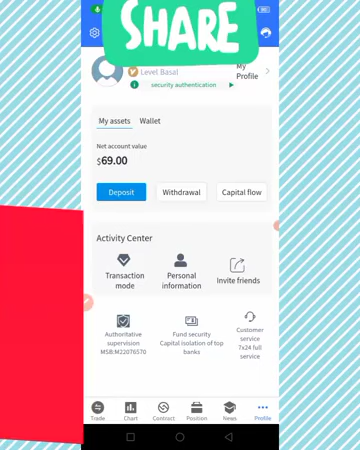 SHARE
Level Basal
My Profile
security authentication
My assets Wallet
Net account value
$69.00
Deposit Withdrawal Capital flow
Activity Center
Transaction mode
Personal information
Invite friends
Authoritative supervision
MSB:M22076570
Fund security
Capital isolation of top banks
Customer service
7x24 full service
Trade Chart Contract Position News Profile